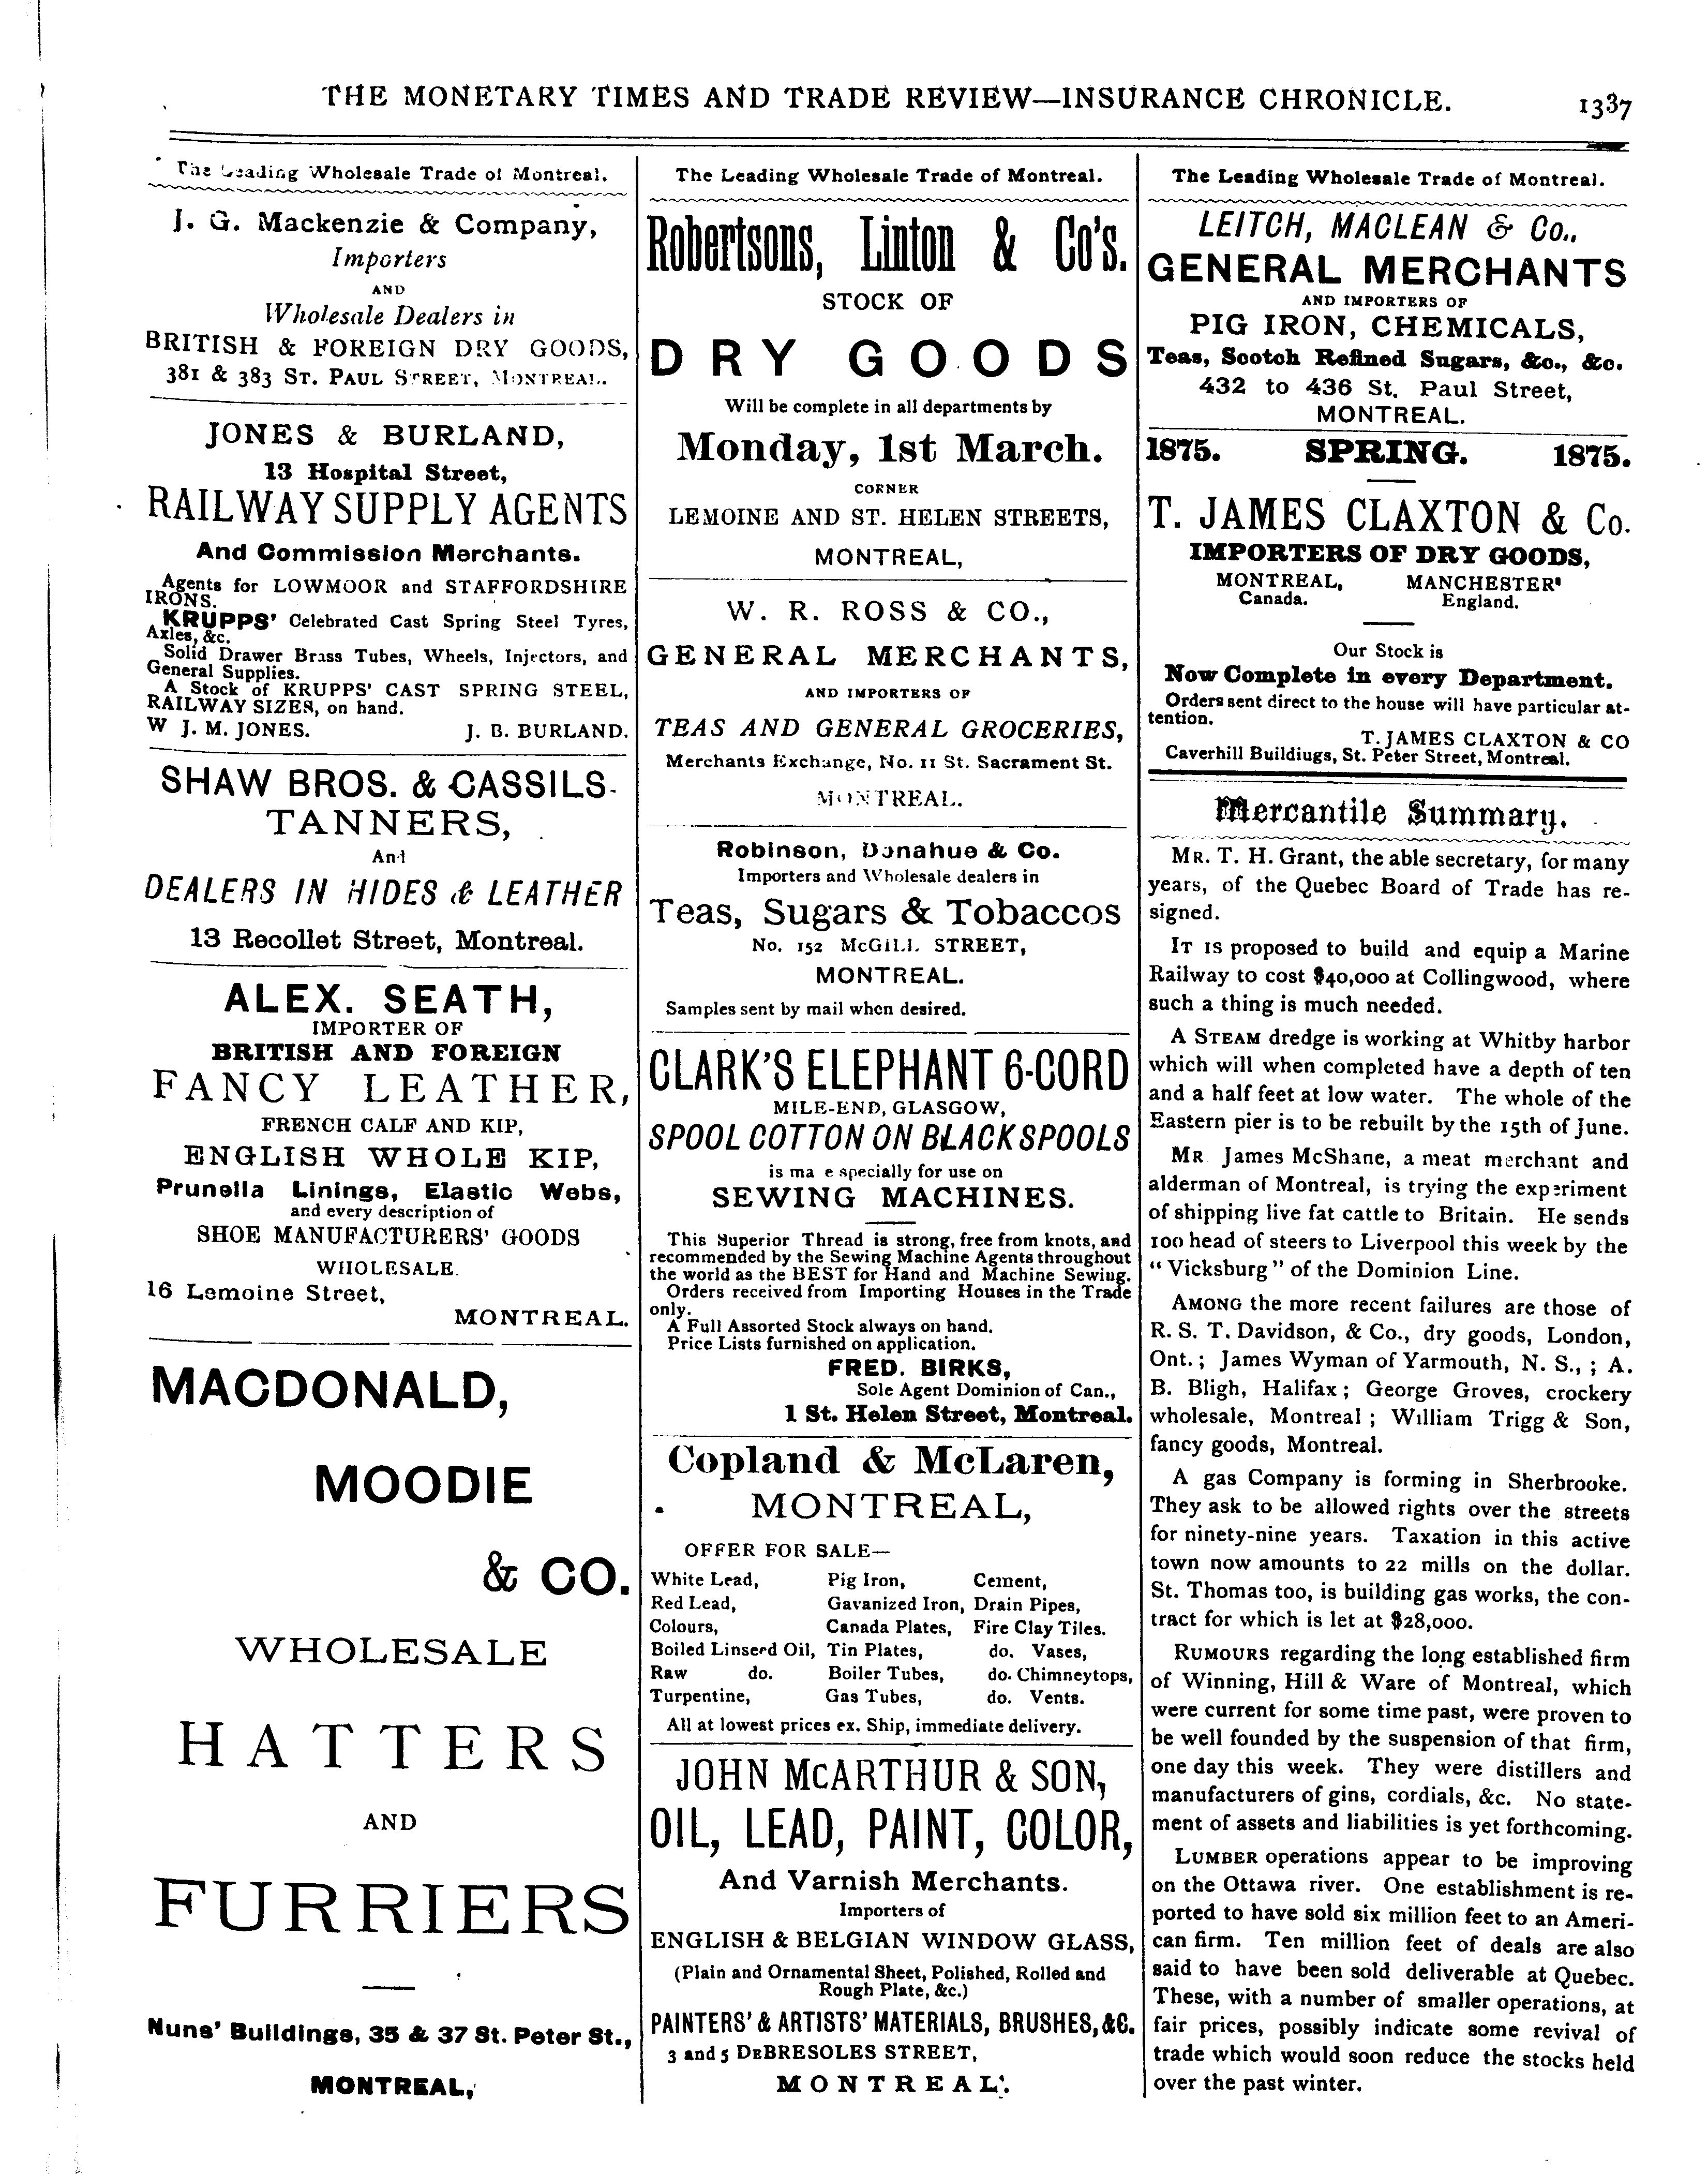 THE MONETARY TIMES AND TRADE REVIEW—INSURANCE CHRONICLE.
1337
The Leading Wholesale Trade of Montreal.
J. G. Mackenzie & Company,
Importers
AND
Wholesale Dealers in
BRITISH & FOREIGN DRY GOODS,
381 & 383 ST. PAUL STREET, MONTREAL.
JONES & BURLAND,
13 Hospital Street,
RAILWAY SUPPLY AGENTS
And Commission Merchants.
Agents for LOWMOOR and STAFFORDSHIRE
IRONS.
KRUPPS' Celebrated Cast Spring Steel Tyres,
Axles, &c.
Solid Drawer Brass Tubes, Wheels, Injectors, and
General Supplies.
A Stock of KRUPPS' CAST SPRING STEEL,
RAILWAY SIZES, on hand.
W J. M. JONES. J. B. BURLAND.
SHAW BROS. & CASSILS-
TANNERS,
And
DEALERS IN HIDES & LEATHER
13 Recollet Street, Montreal.
ALEX. SEATH,
IMPORTER OF
BRITISH AND FOREIGN
FANCY LEATHER,
FRENCH CALF AND KIP,
ENGLISH WHOLE KIP,
Prunella Linings, Elastic Webs,
and every description of
SHOE MANUFACTURERS' GOODS
WHOLESALE.
16 Lemoine Street,
MONTREAL.
MACDONALD,
MOODIE
& CO.
WHOLESALE
HATTERS
AND
FURRIERS
Nuns' Buildings, 35 & 37 St. Peter St.,
MONTREAL,
The Leading Wholesale Trade of Montreal.
Robertsons, Linton & Co's.
STOCK OF
DRY GOODS
Will be complete in all departments by
Monday, 1st March.
CORNER
LEMOINE AND ST. HELEN STREETS,
MONTREAL,
W. R. ROSS & CO.,
GENERAL MERCHANTS,
AND IMPORTERS OF
TEAS AND GENERAL GROCERIES,
Merchants Exchange, No. 11 St. Sacrament St.
MONTREAL.
Robinson, Donahue & Co.
Importers and Wholesale dealers in
Teas, Sugars & Tobaccos
No. 152 McGILL STREET,
MONTREAL.
Samples sent by mail when desired.
CLARK'S ELEPHANT 6-CORD
MILE-END, GLASGOW,
SPOOL COTTON ON BLACK SPOOLS
is ma e specially for use on
SEWING MACHINES.
This Superior Thread is strong, free from knots, and
recommended by the Sewing Machine Agents throughout
the world as the BEST for Hand and Machine Sewing.
Orders received from Importing Houses in the Trade
only.
A Full Assorted Stock always on hand.
Price Lists furnished on application.
FRED. BIRKS,
Sole Agent Dominion of Can.,
1 St. Helen Street, Montreal.
Copland & McLaren,
MONTREAL,
OFFER FOR SALE—
White Lead, Pig Iron, Cement,
Red Lead, Gavanized Iron, Drain Pipes,
Colours, Canada Plates, Fire Clay Tiles.
Boiled Linseed Oil, Tin Plates, do. Vases,
Raw do. Boiler Tubes, do. Chimneytops,
Turpentine, Gas Tubes, do. Vents.
All at lowest prices ex. Ship, immediate delivery.
JOHN McARTHUR & SON,
OIL, LEAD, PAINT, COLOR,
And Varnish Merchants.
Importers of
ENGLISH & BELGIAN WINDOW GLASS,
(Plain and Ornamental Sheet, Polished, Rolled and
Rough Plate, &c.)
PAINTERS' & ARTISTS' MATERIALS, BRUSHES, &C.
3 and 5 DEBRESOLES STREET,
MONTREAL.
The Leading Wholesale Trade of Montreal.
LEITCH, MACLEAN & Co.,
GENERAL MERCHANTS
AND IMPORTERS OF
PIG IRON, CHEMICALS,
Teas, Scotch Refined Sugars, &c., &c.
432 to 436 St. Paul Street,
MONTREAL.
1875. SPRING. 1875.
T. JAMES CLAXTON & Co.
IMPORTERS OF DRY GOODS,
MONTREAL, MANCHESTER'
Canada. England.
Our Stock is
Now Complete in every Department.
Orders sent direct to the house will have particular at-
tention.
T. JAMES CLAXTON & CO
Caverhill Buildiugs, St. Peter Street, Montreal.
Mercantile Summary.
MR. T. H. Grant, the able secretary, for many
years, of the Quebec Board of Trade has re-
signed.
IT IS proposed to build and equip a Marine
Railway to cost $40,000 at Collingwood, where
such a thing is much needed.
A STEAM dredge is working at Whitby harbor
which will when completed have a depth of ten
and a half feet at low water. The whole of the
Eastern pier is to be rebuilt by the 15th of June.
MR James McShane, a meat merchant and
alderman of Montreal, is trying the experiment
of shipping live fat cattle to Britain. He sends
100 head of steers to Liverpool this week by the
"Vicksburg" of the Dominion Line.
AMONG the more recent failures are those of
R. S. T. Davidson, & Co., dry goods, London,
Ont.; James Wyman of Yarmouth, N. S., ; A.
B. Bligh, Halifax; George Groves, crockery
wholesale, Montreal; William Trigg & Son,
fancy goods, Montreal.
A gas Company is forming in Sherbrooke.
They ask to be allowed rights over the streets
for ninety-nine years. Taxation in this active
town now amounts to 22 mills on the dollar.
St. Thomas too, is building gas works, the con-
tract for which is let at $28,000.
RUMOURS regarding the long established firm
of Winning, Hill & Ware of Montreal, which
were current for some time past, were proven to
be well founded by the suspension of that firm,
one day this week. They were distillers and
manufacturers of gins, cordials, &c. No state-
ment of assets and liabilities is yet forthcoming.
LUMBER operations appear to be improving
on the Ottawa river. One establishment is re-
ported to have sold six million feet to an Ameri-
can firm. Ten million feet of deals are also
said to have been sold deliverable at Quebec.
These, with a number of smaller operations, at
fair prices, possibly indicate some revival of
trade which would soon reduce the stocks held
over the past winter.